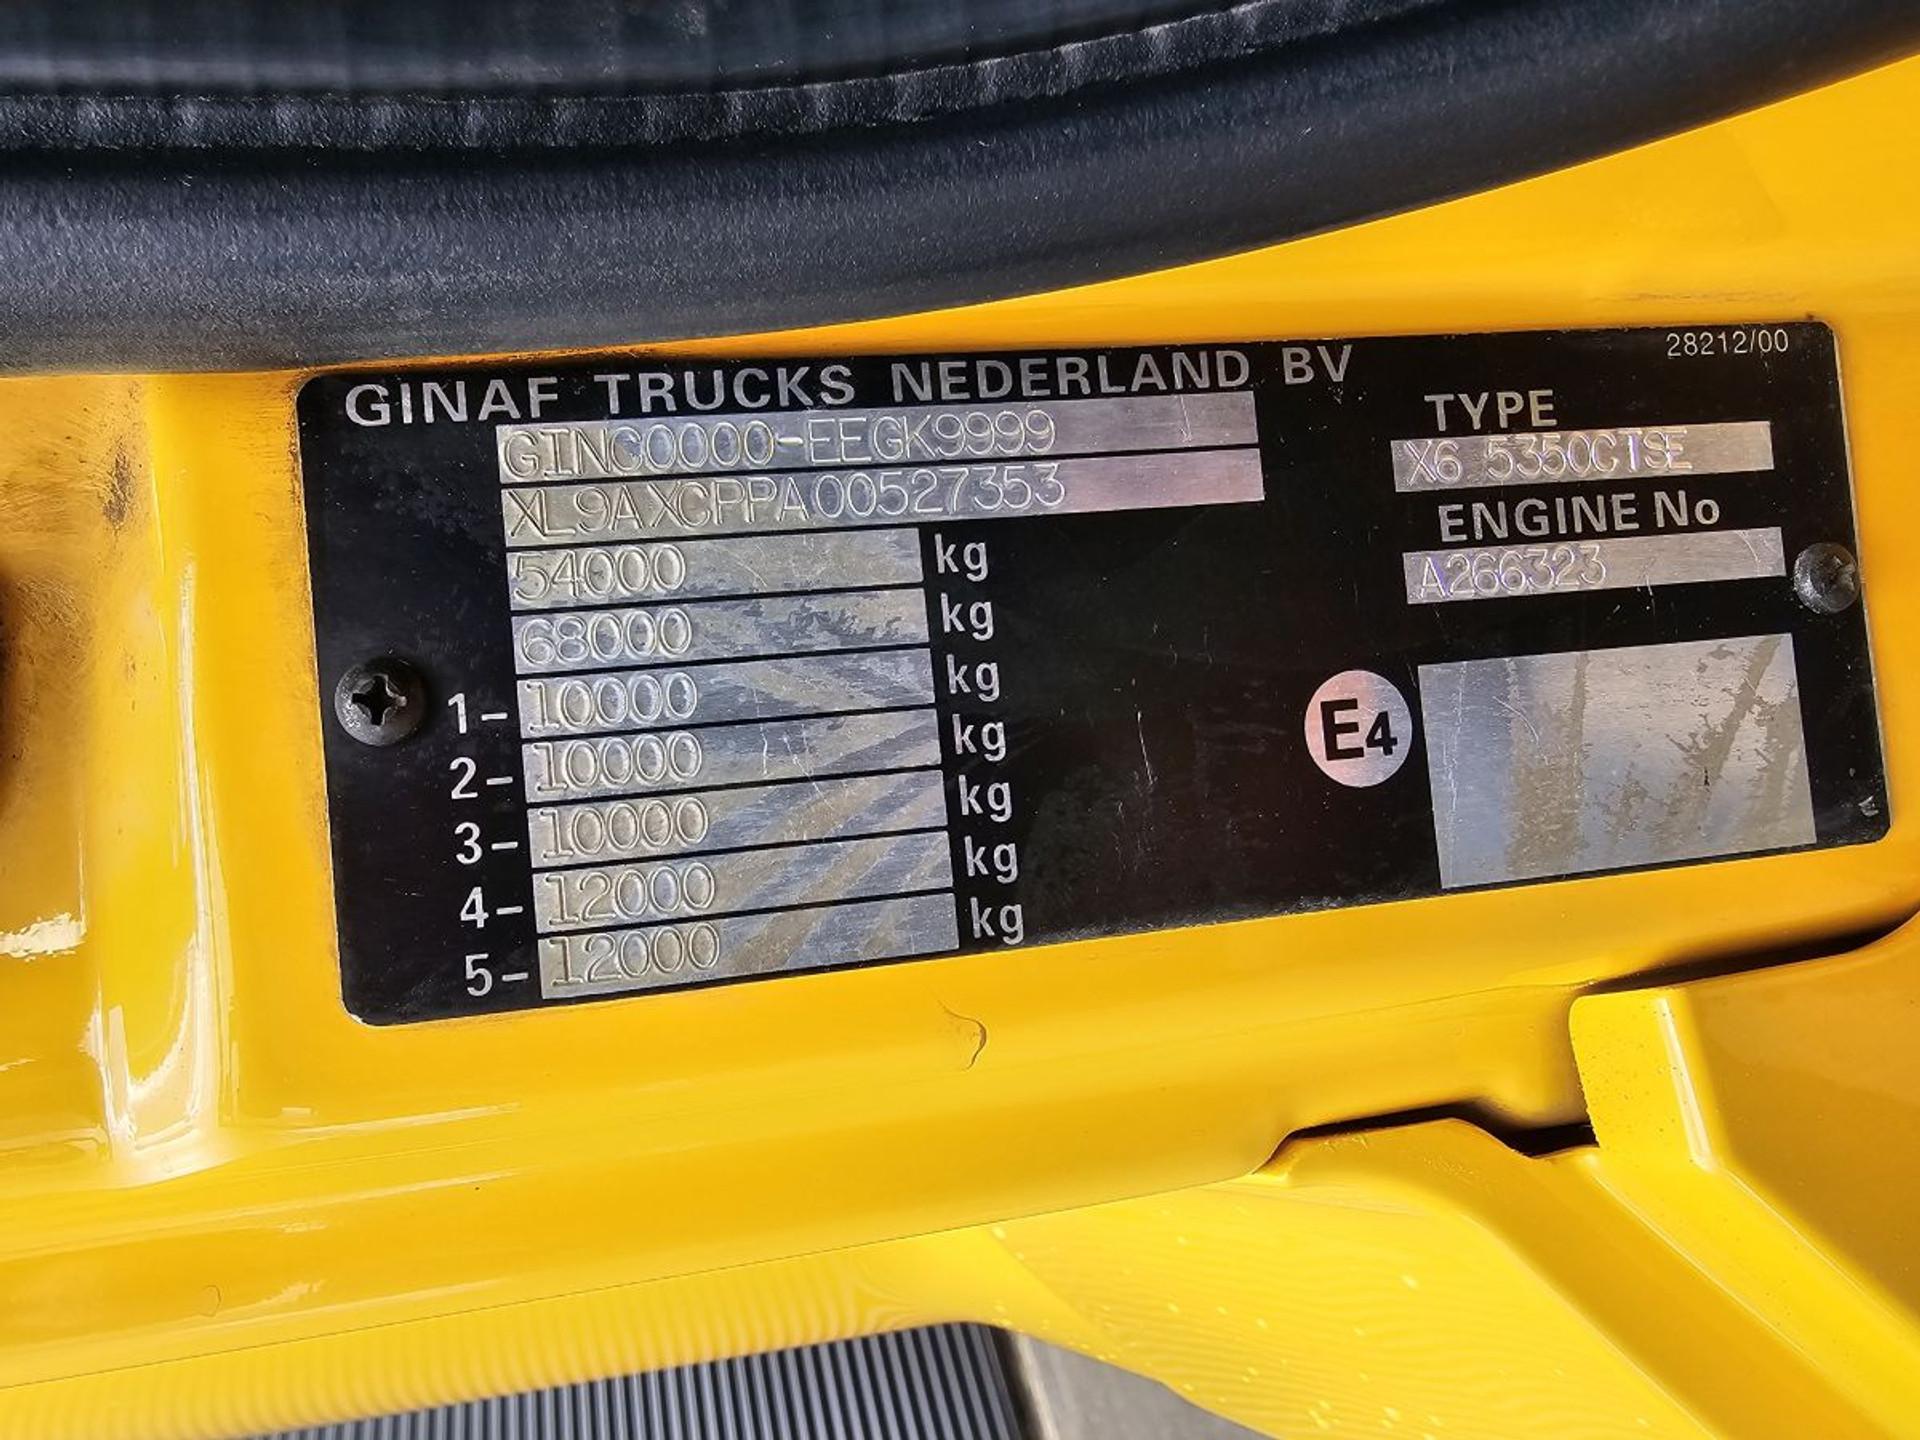 28212/00
GINAF TRUCKS NEDERLAND BV
GINC0000-EEGK9999
XL9AXCPPA00527353
54000 kg
68000 kg
1- 10000 kg
2- 10000 kg
3- 10000 kg
4- 12000 kg
5- 12000 kg
TYPE
X6 5350CTSE
ENGINE No
A266323
E4